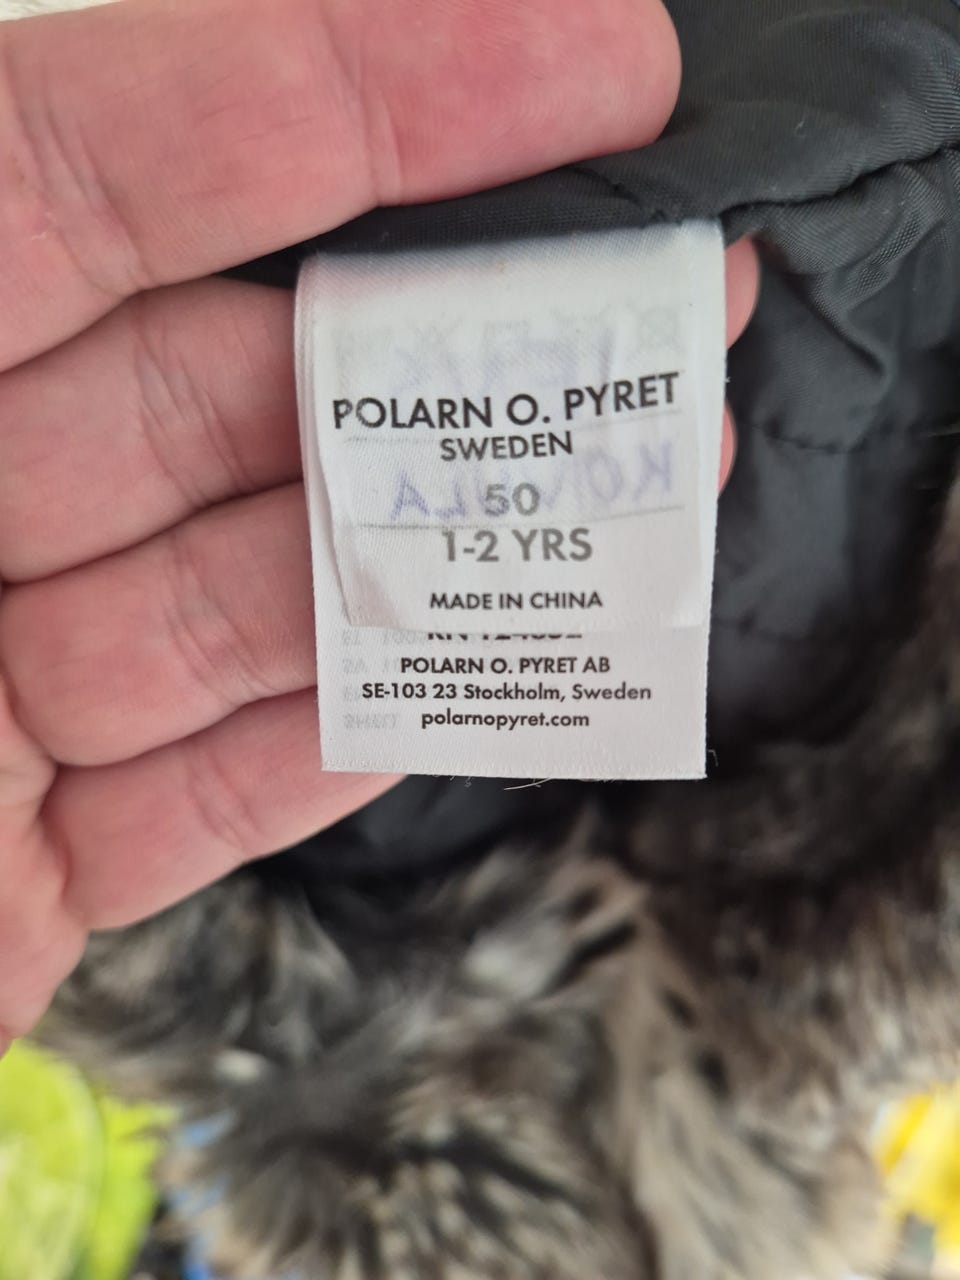 POLARN O. PYRET
SWEDEN
50
1-2 YRS
MADE IN CHINA
POLARN O. PYRET AB
SE-103 23 Stockholm, Sweden
polarnopyret.com